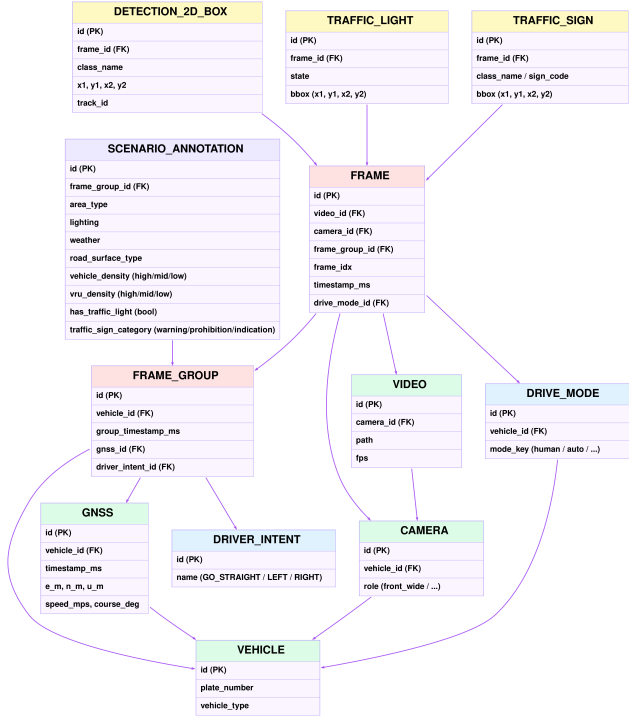 DETECTION_2D_BOX
id (PK)
frame_id (FK)
class_name
x1, y1, x2, y2
track_id
TRAFFIC_LIGHT
id (PK)
frame_id (FK)
state
bbox (x1, y1, x2, y2)
TRAFFIC_SIGN
id (PK)
frame_id (FK)
class_name / sign_code
bbox (x1, y1, x2, y2)
SCENARIO_ANNOTATION
id (PK)
frame_group_id (FK)
area_type
lighting
weather
road_surface_type
vehicle_density (high/mid/low)
vru_density (high/mid/low)
has_traffic_light (bool)
traffic_sign_category (warning/prohibition/indication)
FRAME
id (PK)
video_id (FK)
camera_id (FK)
frame_group_id (FK)
frame_idx
timestamp_ms
drive_mode_id (FK)
FRAME_GROUP
id (PK)
vehicle_id (FK)
group_timestamp_ms
gnss_id (FK)
driver_intent_id (FK)
VIDEO
id (PK)
camera_id (FK)
path
fps
DRIVE_MODE
id (PK)
vehicle_id (FK)
mode_key (human / auto / ...)
GNSS
id (PK)
vehicle_id (FK)
timestamp_ms
e_m, n_m, u_m
speed_mps, course_deg
DRIVER_INTENT
id (PK)
name (GO_STRAIGHT / LEFT / RIGHT)
CAMERA
id (PK)
vehicle_id (FK)
role (front_wide / ...)
VEHICLE
id (PK)
plate_number
vehicle_type